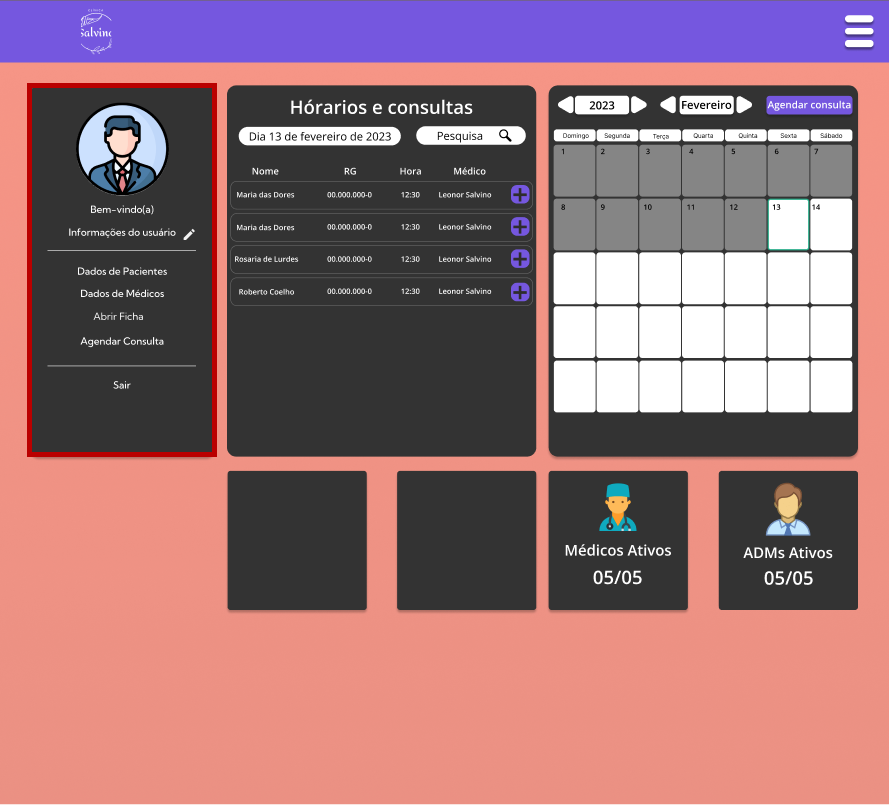 Salvino
Bem-vindo(a)
Informações do usuário
Dados de Pacientes
Dados de Médicos
Abrir Ficha
Agendar Consulta
Sair
Hórarios e consultas
Dia 13 de fevereiro de 2023 Pesquisa
Nome RG Hora Médico
Maria das Dores 00.000.000-0 12:30 Leonor Salvino
Maria das Dores 00.000.000-0 12:30 Leonor Salvino
Rosaria de Lurdes 00.000.000-0 12:30 Leonor Salvino
Roberto Coelho 00.000.000-0 12:30 Leonor Salvino
2023 Fevereiro Agendar consulta
Domingo Segunda Terça Quarta Quinta Sexta Sábado
1 2 3 4 5 6 7
8 9 10 11 12 13 14
Médicos Ativos
05/05
ADMs Ativos
05/05